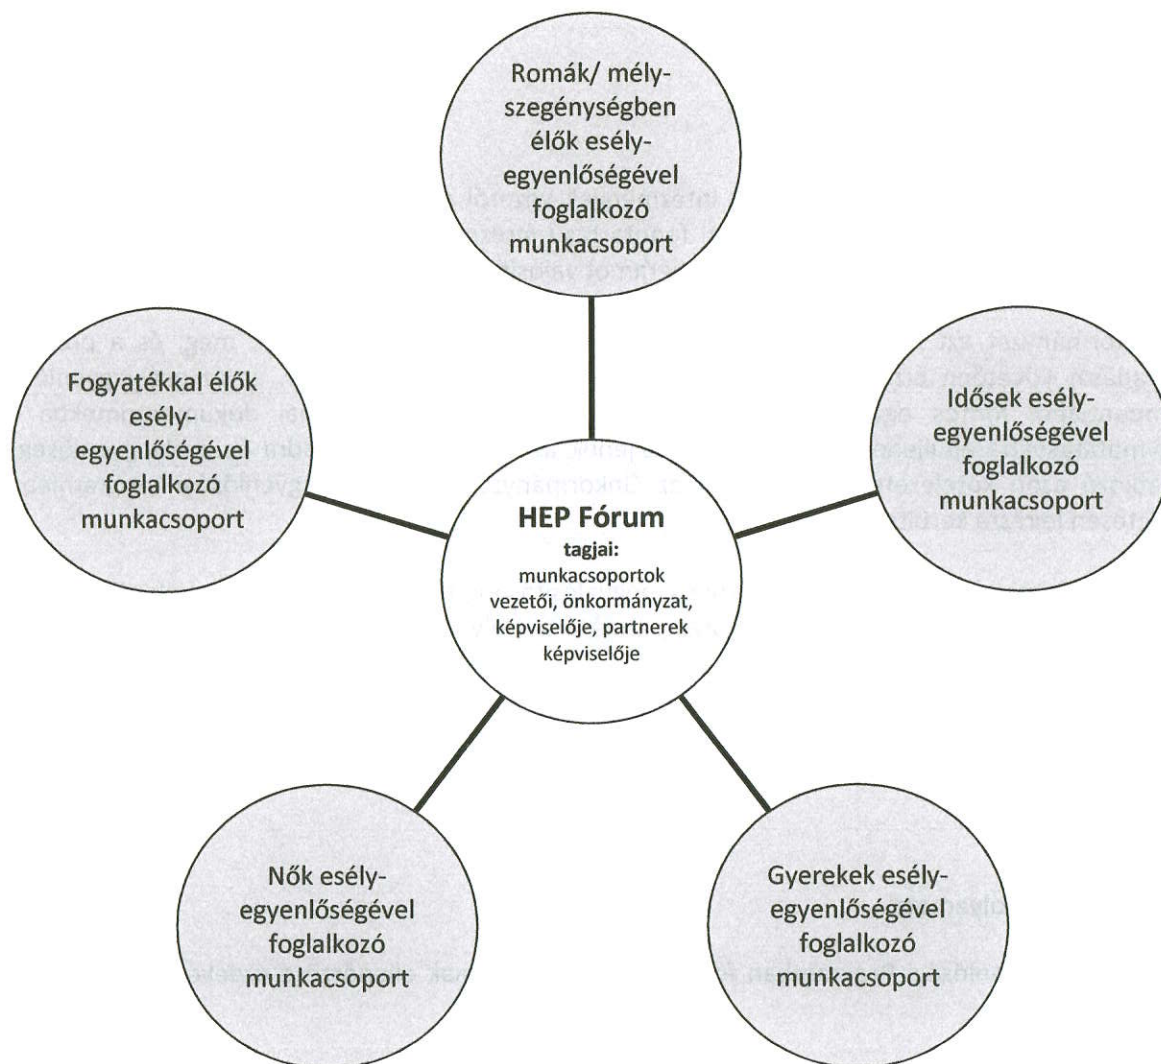 Romák/ mély-
szegénységben
élők esély-
egyenlőségével
foglalkozó
munkacsoport
Fogyatékkal élők
esély-
egyenlőségével
foglalkozó
munkacsoport
Idősek esély-
egyenlőségével
foglalkozó
munkacsoport
HEP Fórum
tagjai:
munkacsoportok
vezetői, önkormányzat,
képviselője, partnerek
képviselője
Nők esély-
egyenlőségével
foglalkozó
munkacsoport
Gyerekek esély-
egyenlőségével
foglalkozó
munkacsoport